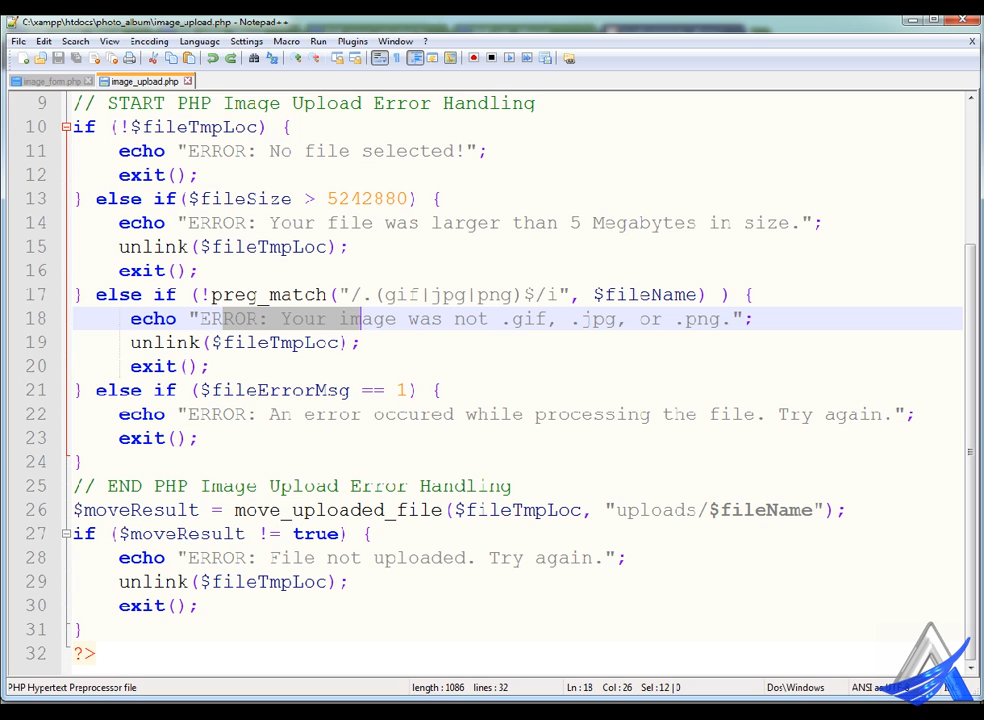 C:\xampp\htdocs\photo_album\image_upload.php - Notepad++
File Edit Search View Encoding Language Settings Macro Run Plugins Window ? X
image_form.php image_upload.php
9 // START PHP Image Upload Error Handling
10 if (!$fileTmpLoc) {
11 echo "ERROR: No file selected!";
12 exit();
13 } else if($fileSize > 5242880) {
14 echo "ERROR: Your file was larger than 5 Megabytes in size.";
15 unlink($fileTmpLoc);
16 exit();
17 } else if (!preg_match("/.(gif|jpg|png)$/i", $fileName) ) {
18 echo "ERROR: Your image was not .gif, .jpg, or .png.";
19 unlink($fileTmpLoc);
20 exit();
21 } else if ($fileErrorMsg == 1) {
22 echo "ERROR: An error occured while processing the file. Try again.";
23 exit();
24 }
25 // END PHP Image Upload Error Handling
26 $moveResult = move_uploaded_file($fileTmpLoc, "uploads/$fileName");
27 if ($moveResult != true) {
28 echo "ERROR: File not uploaded. Try again.";
29 unlink($fileTmpLoc);
30 exit();
31 }
32 ?>
PHP Hypertext Preprocessor file length : 1086 lines : 32 Ln : 18 Col : 26 Sel : 12 | 0 Dos\Windows ANSI as